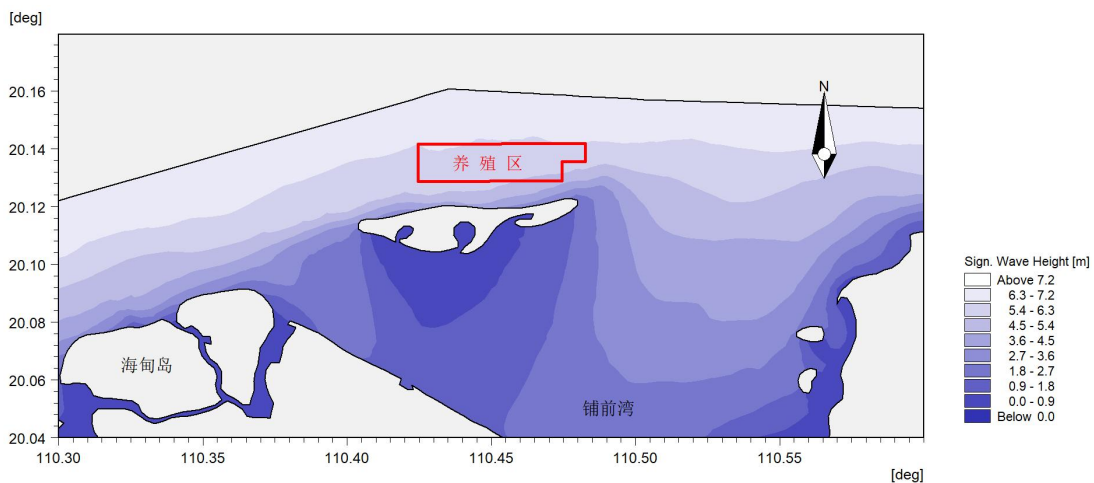 [deg]
N
20.16
20.14
20.12
20.10
20.08
20.06
20.04
养 殖 区
海甸岛
铺前湾
110.30
110.35
110.40
110.45
110.50
110.55
[deg]
Sign. Wave Height [m]
Above 7.2
6.3 - 7.2
5.4 - 6.3
4.5 - 5.4
3.6 - 4.5
2.7 - 3.6
1.8 - 2.7
0.9 - 1.8
0.0 - 0.9
Below 0.0